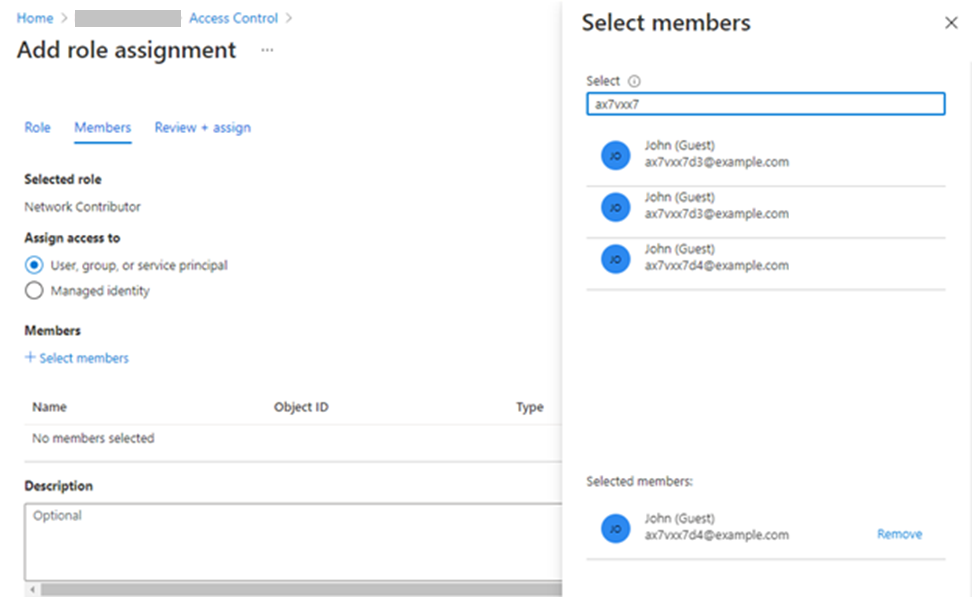 Home > Access Control >
Add role assignment ...
Role Members Review + assign
Selected role
Network Contributor
Assign access to
User, group, or service principal
Managed identity
Members
+ Select members
Name Object ID Type
No members selected
Description
Optional
Select members
Select
ax7vxx7
JO
John (Guest)
ax7vxx7d3@example.com
JO
John (Guest)
ax7vxx7d3@example.com
JO
John (Guest)
ax7vxx7d4@example.com
Selected members:
JO
John (Guest)
ax7vxx7d4@example.com
Remove